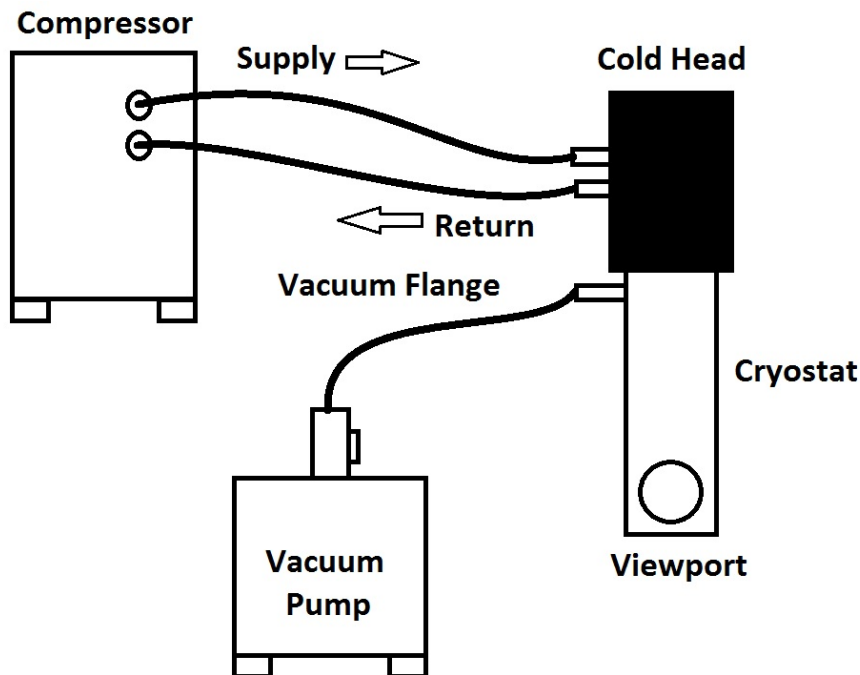 Compressor
Supply
Cold Head
Return
Vacuum Flange
Cryostat
Vacuum
Pump
Viewport